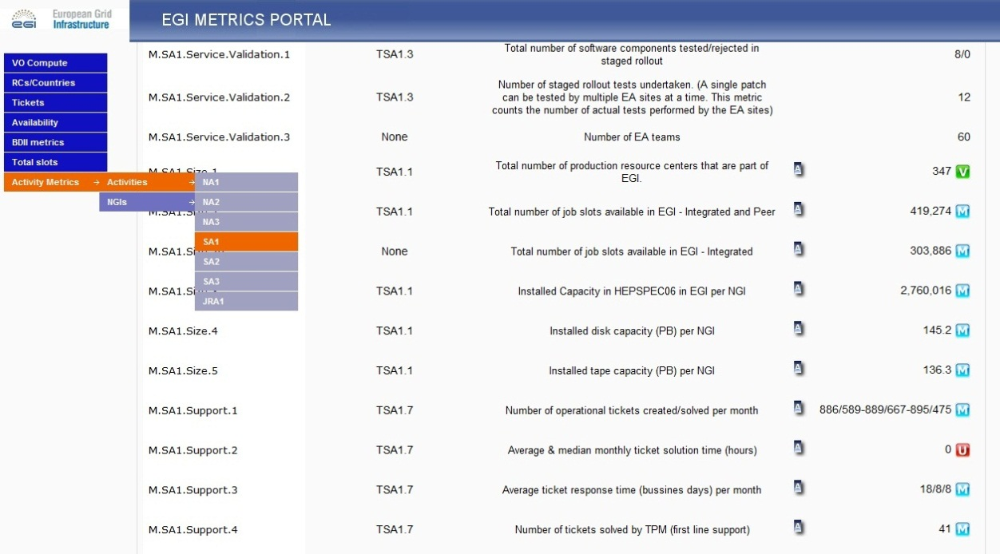 egi
European Grid
Infrastructure
EGI METRICS PORTAL
VO Compute
RCs/Countries
Tickets
Availability
BDII metrics
Total slots
Activity Metrics → Activities →
NGIs →
NA1
NA2
NA3
SA1
SA2
SA3
JRA1
M.SA1.Service.Validation.1
TSA1.3
Total number of software components tested/rejected in
staged rollout
8/0
M.SA1.Service.Validation.2
TSA1.3
Number of staged rollout tests undertaken. (A single patch
can be tested by multiple EA sites at a time. This metric
counts the number of actual tests performed by the EA sites)
12
M.SA1.Service.Validation.3
None
Number of EA teams
60
M.SA1.Size.1
TSA1.1
Total number of production resource centers that are part of
EGI.
A
347 V
TSA1.1
Total number of job slots available in EGI - Integrated and Peer
A
419,274 M
M.SA1
None
Total number of job slots available in EGI - Integrated
A
303,886 M
M.SA1
TSA1.1
Installed Capacity in HEPSPEC06 in EGI per NGI
A
2,760,016 M
M.SA1.Size.4
TSA1.1
Installed disk capacity (PB) per NGI
A
145.2 M
M.SA1.Size.5
TSA1.1
Installed tape capacity (PB) per NGI
A
136.3 M
M.SA1.Support.1
TSA1.7
Number of operational tickets created/solved per month
A
886/589-889/667-895/475 M
M.SA1.Support.2
TSA1.7
Average & median monthly ticket solution time (hours)
A
0 U
M.SA1.Support.3
TSA1.7
Average ticket response time (bussines days) per month
A
18/8/8 M
M.SA1.Support.4
TSA1.7
Number of tickets solved by TPM (first line support)
A
41 M